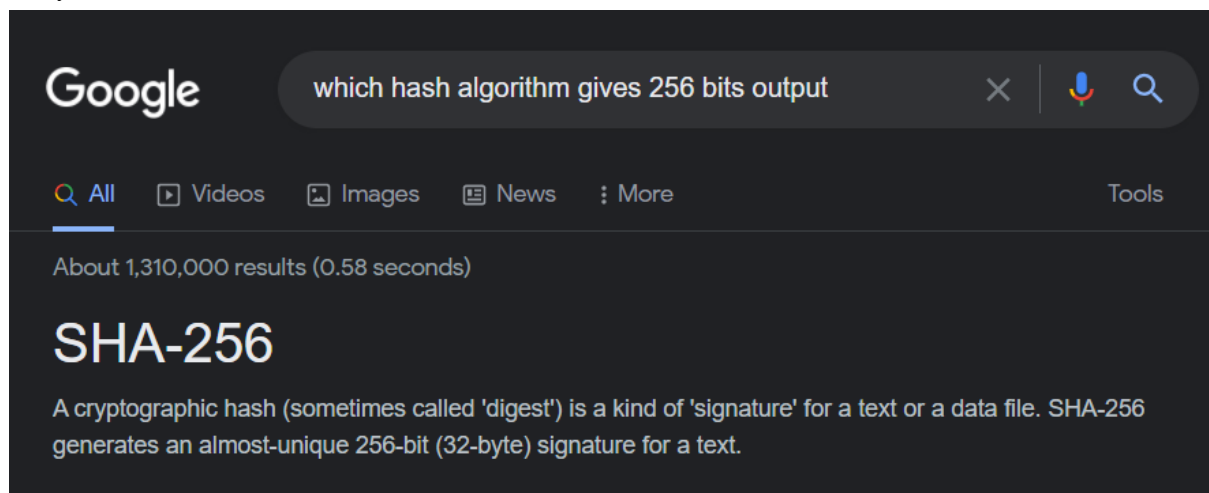 Google
which hash algorithm gives 256 bits output
All Videos Images News More Tools
About 1,310,000 results (0.58 seconds)
SHA-256
A cryptographic hash (sometimes called 'digest') is a kind of 'signature' for a text or a data file. SHA-256
generates an almost-unique 256-bit (32-byte) signature for a text.